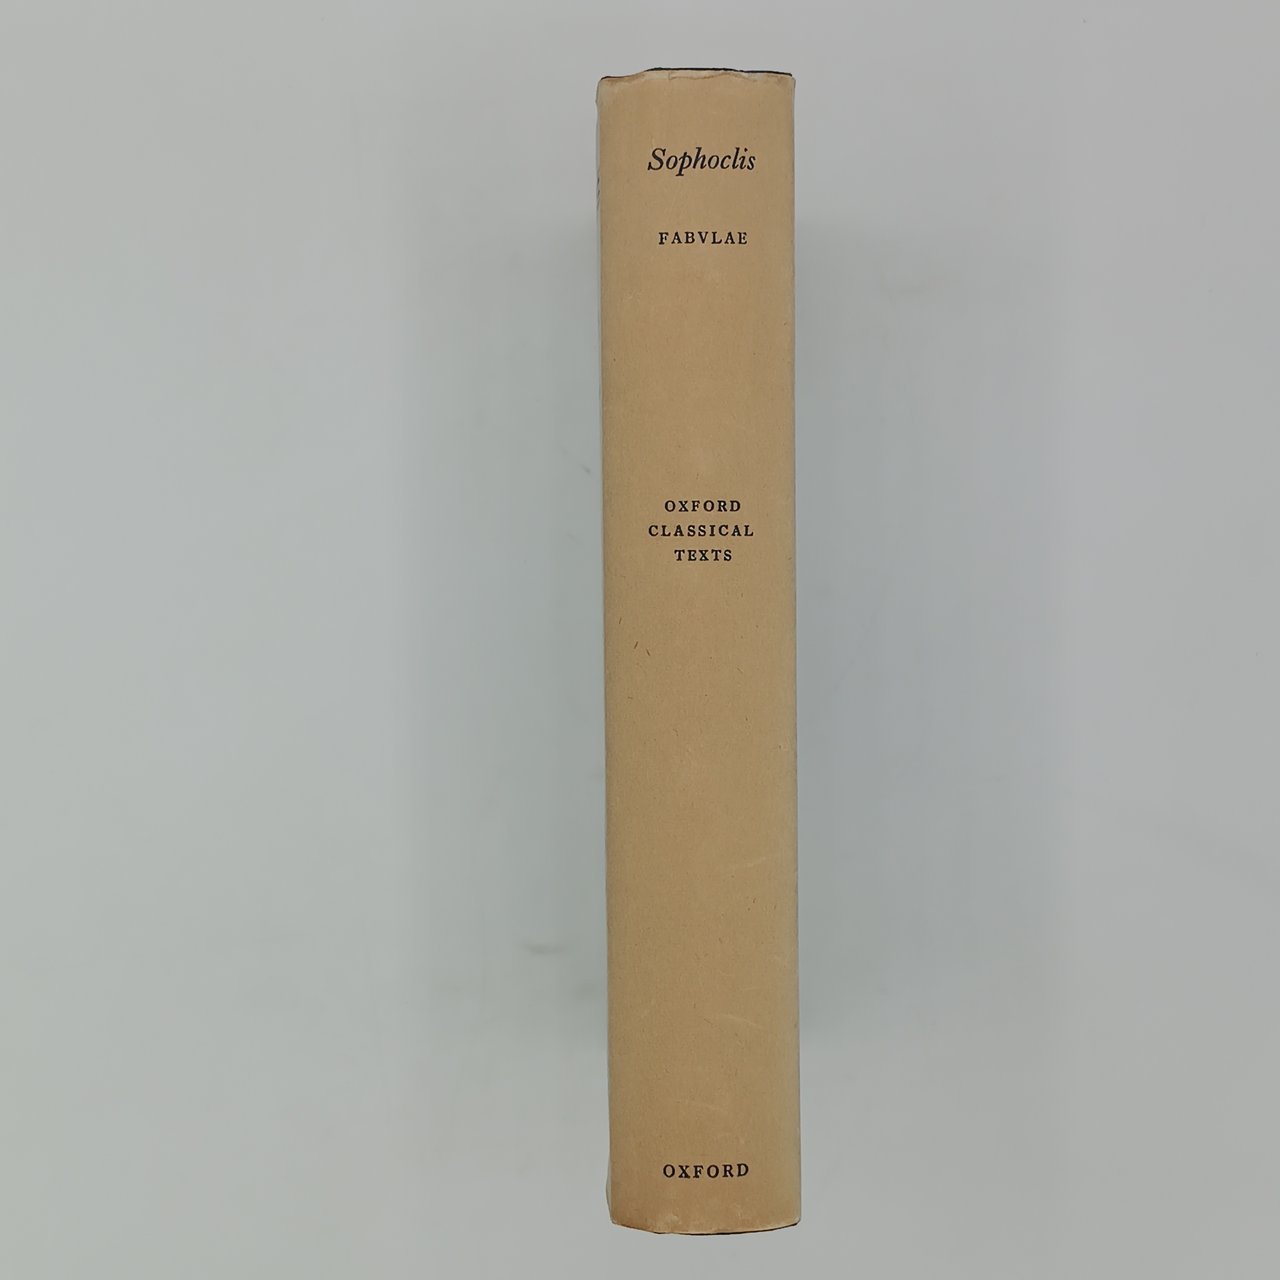 Sophoclis
FABVLAE
OXFORD
CLASSICAL
TEXTS
OXFORD